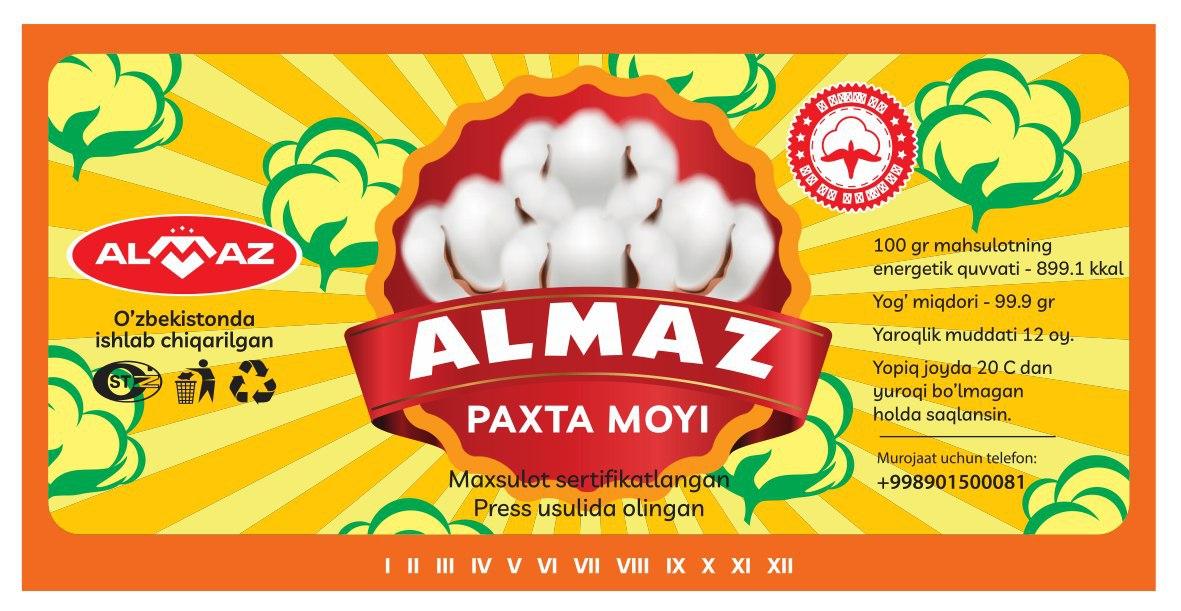 ALMAZ
O'zbekistonda
ishlab chiqarilgan
ST
ALMAZ
PAXTA MOYI
Maxsulot sertifikatlangan
Press usulida olingan
100 gr mahsulotning
energetik quvvati - 899.1 kkal
Yog' miqdori - 99.9 gr
Yaroqlik muddati 12 oy.
Yopiq joyda 20 C dan
yuroqi bo'lmagan
holda saqlansin.
Murojaat uchun telefon:
+998901500081
I II III IV V VI VII VIII IX X XI XII